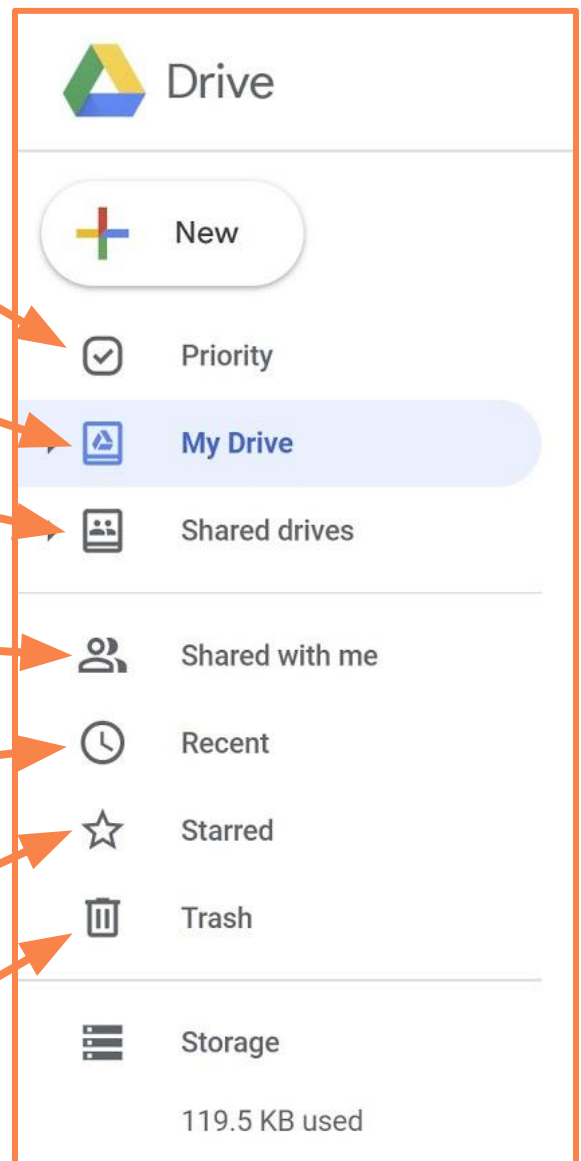 Drive
New
Priority
My Drive
Shared drives
Shared with me
Recent
Starred
Trash
Storage
119.5 KB used